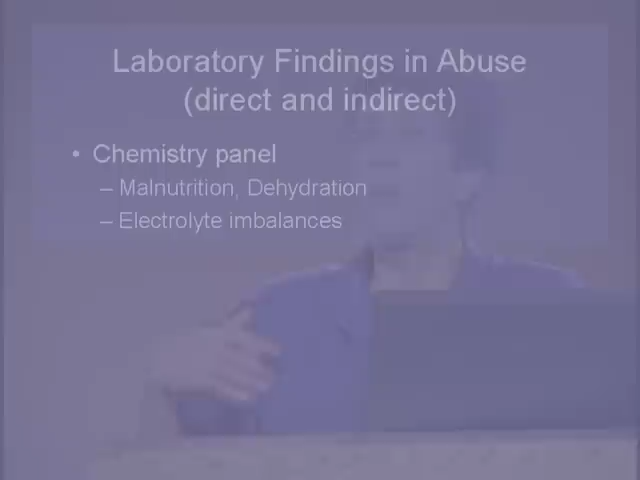 Laboratory Findings in Abuse
(direct and indirect)
• Chemistry panel
– Malnutrition, Dehydration
– Electrolyte imbalances